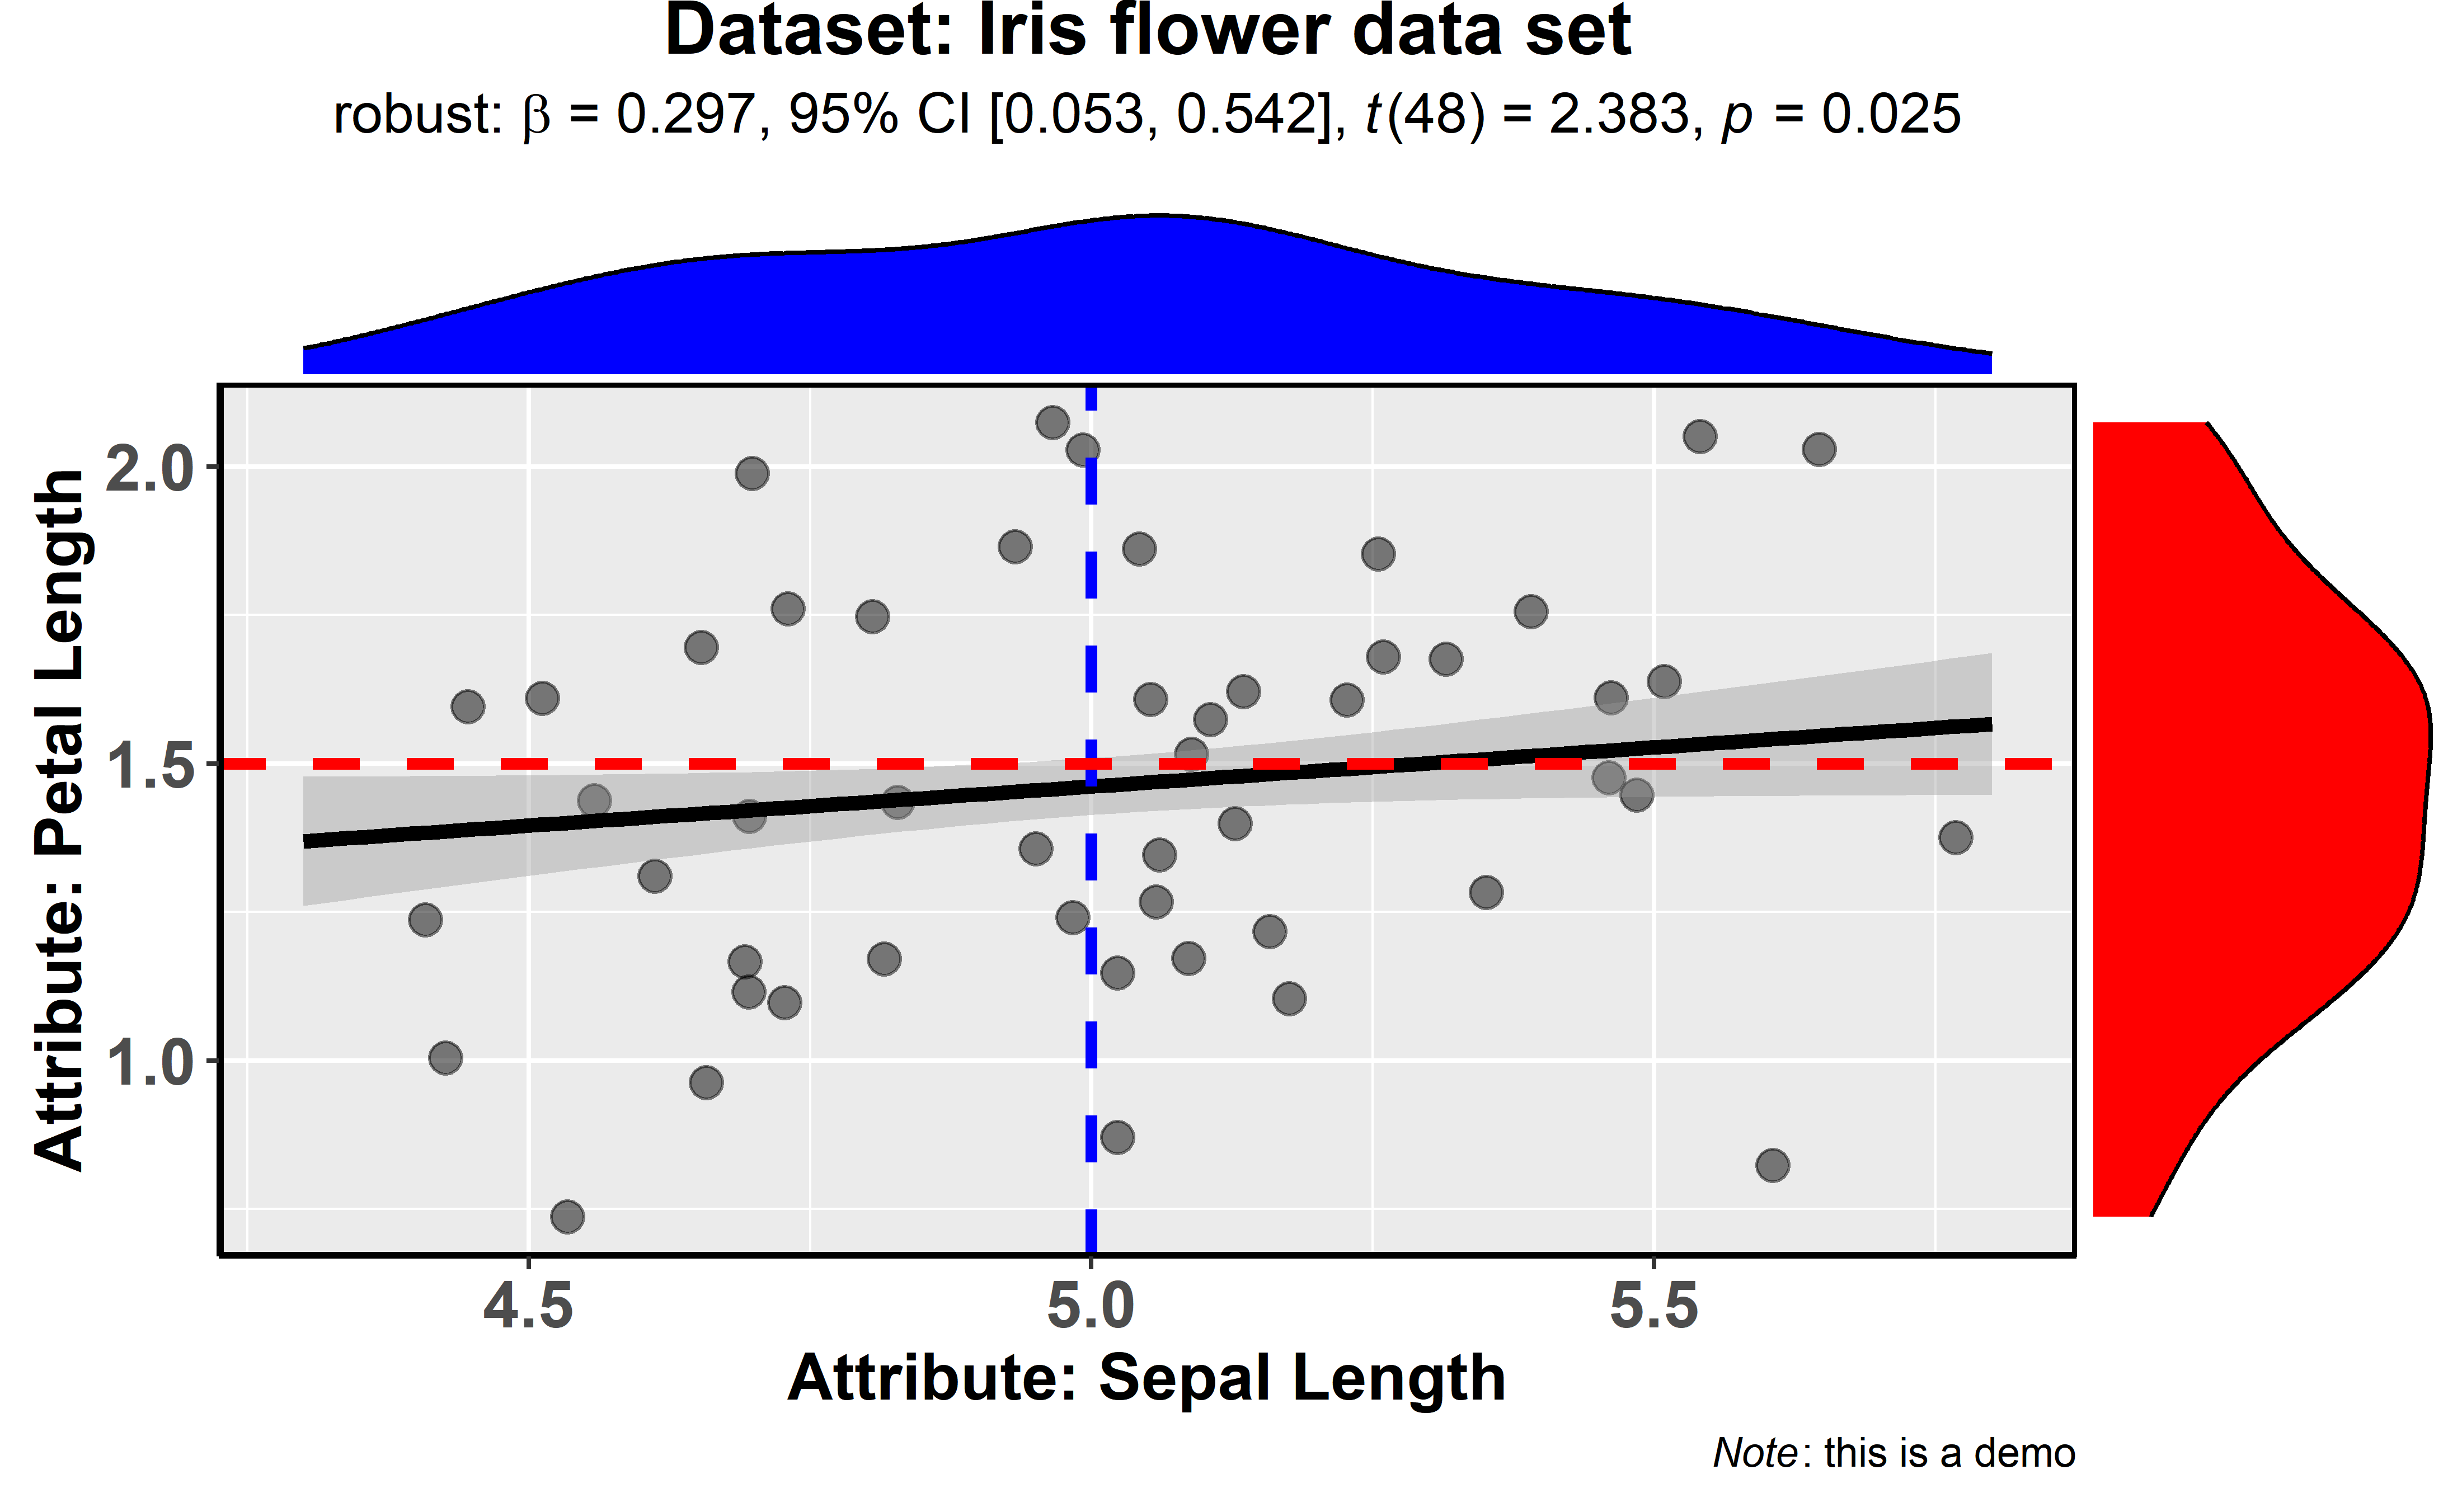 Dataset: Iris flower data set
robust: β = 0.297, 95% CI [0.053, 0.542], t(48) = 2.383, p = 0.025
Attribute: Petal Length
2.0
1.5
1.0
4.5 5.0 5.5
Attribute: Sepal Length
Note: this is a demo